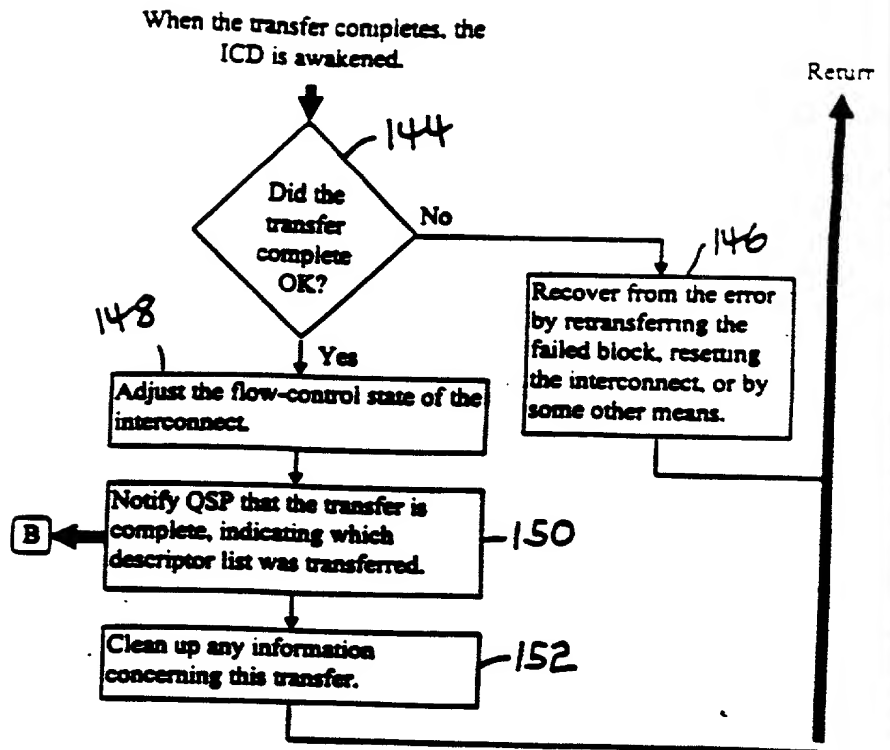 When the transfer completes, the
ICD is awakened.
Return
144
Did the
transfer
complete
OK?
No
146
Recover from the error
by retransferring the
failed block, resetting
the interconnect, or by
some other means.
148
Yes
Adjust the flow-control state of the
interconnect.
Notify QSP that the transfer is
complete, indicating which
descriptor list was transferred.
B
150
Clean up any information
concerning this transfer.
152